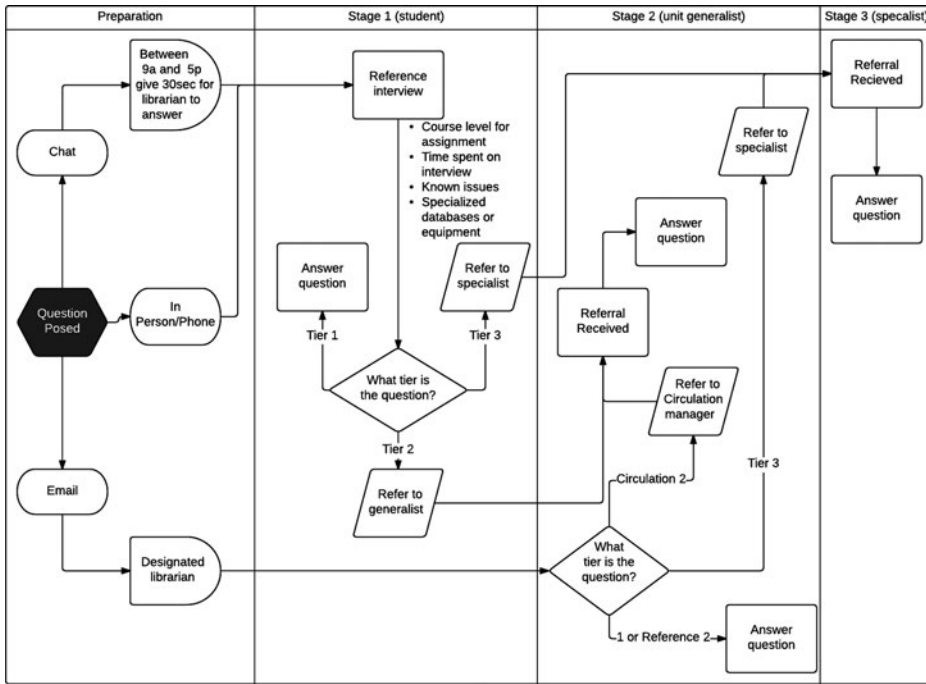 Preparation
Stage 1 (student)
Stage 2 (unit generalist)
Stage 3 (specalist)
Between
9a and 5p
give 30sec for
librarian to
answer
Chat
Question
Posed
In
Person/Phone
Email
Designated
librarian
Reference
interview
• Course level for
assignment
• Time spent on
interview
• Known issues
• Specialized
databases or
equipment
Answer
question
Refer to
specialist
Tier 1
Tier 3
What tier is
the question?
Tier 2
Refer to
generalist
Answer
question
Referral
Received
Refer to
Circulation
manager
Circulation 2
What
tier is the
question?
1 or Reference 2
Answer
question
Tier 3
Refer to
specialist
Referral
Recieved
Answer
question